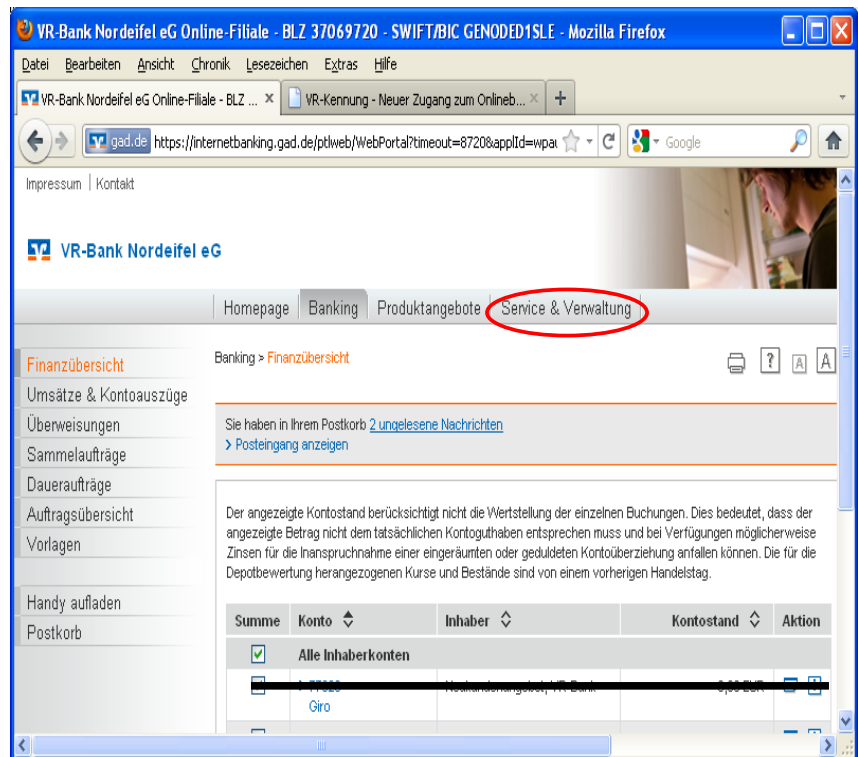 VR-Bank Nordeifel eG Online-Filiale - BLZ 37069720 - SWIFT/BIC GENODED1SLE - Mozilla Firefox
Datei Bearbeiten Ansicht Chronik Lesezeichen Extras Hilfe
VR-Bank Nordeifel eG Online-Filiale - BLZ ... × VR-Kennung - Neuer Zugang zum Onlineb... × +
gad.de https://internetbanking.gad.de/ptlweb/WebPortal?timeout=8720&applId=wpau Google
Impressum | Kontakt
VR-Bank Nordeifel eG
Homepage Banking Produktangebote Service & Verwaltung
Banking > Finanzübersicht
? A A
Finanzübersicht
Umsätze & Kontoauszüge
Überweisungen
Sammelaufträge
Daueraufträge
Auftragsübersicht
Vorlagen
Handy aufladen
Postkorb
Sie haben in Ihrem Postkorb 2 ungelesene Nachrichten
> Posteingang anzeigen
Der angezeigte Kontostand berücksichtigt nicht die Wertstellung der einzelnen Buchungen. Dies bedeutet, dass der
angezeigte Betrag nicht dem tatsächlichen Kontoguthaben entsprechen muss und bei Verfügungen möglicherweise
Zinsen für die Inanspruchnahme einer eingeräumten oder geduldeten Kontoüberziehung anfallen können. Die für die
Depotbewertung herangezogenen Kurse und Bestände sind von einem vorherigen Handelstag.
Summe Konto Inhaber Kontostand Aktion
Alle Inhaberkonten
Giro